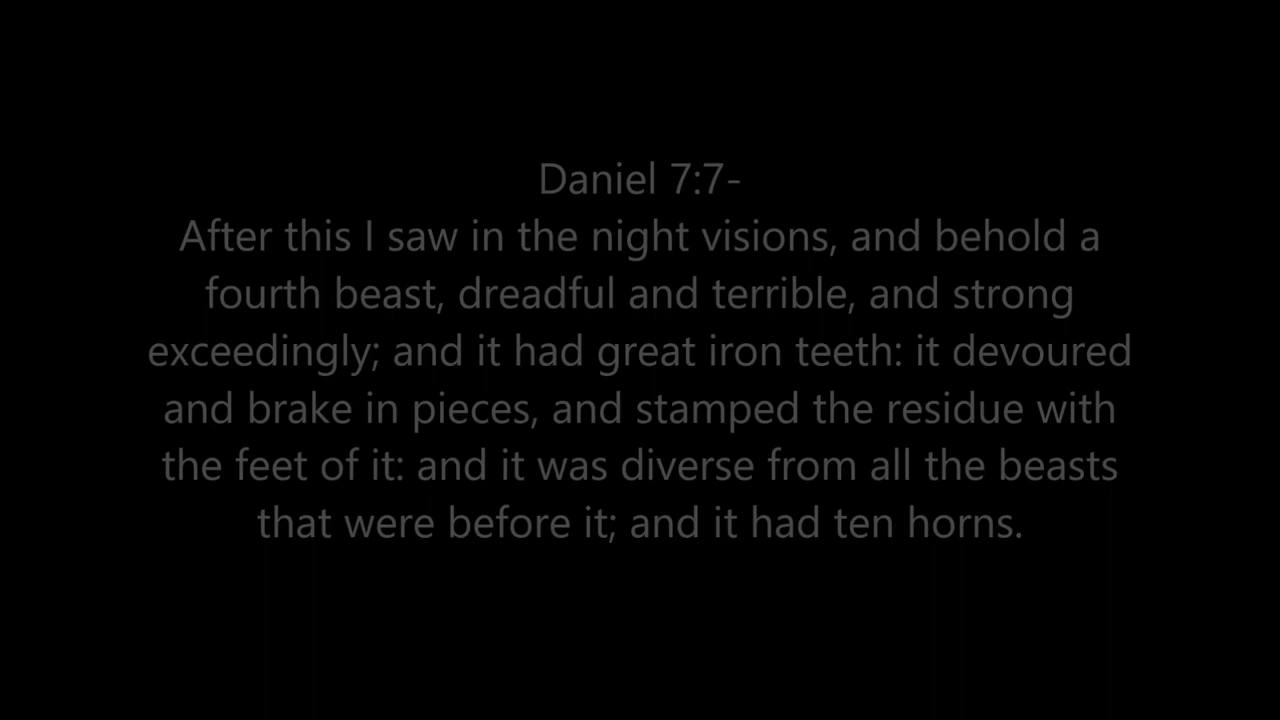 Daniel 7:7-
After this I saw in the night visions, and behold a
fourth beast, dreadful and terrible, and strong
exceedingly; and it had great iron teeth: it devoured
and brake in pieces, and stamped the residue with
the feet of it: and it was diverse from all the beasts
that were before it; and it had ten horns.